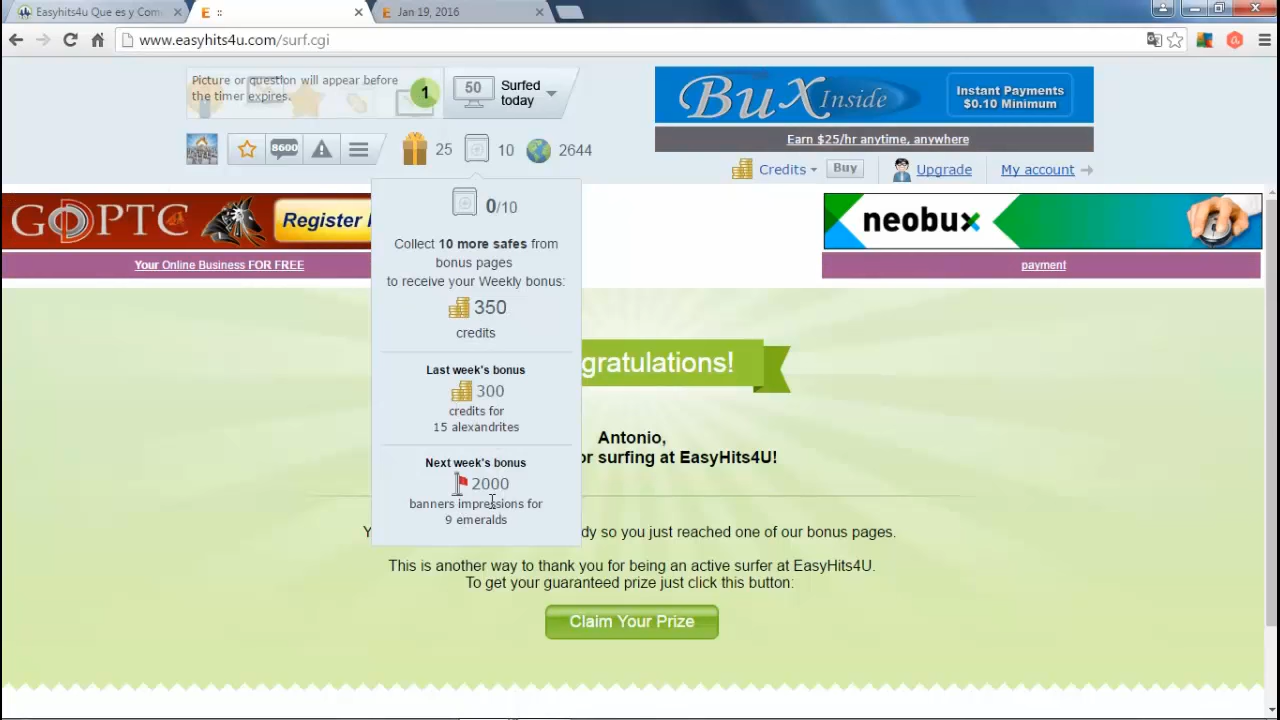 Easyhits4u Que es y Com
::
Jan 19, 2016
www.easyhits4u.com/surf.cgi
Picture or question will appear before
the timer expires.
1
50
Surfed
today
BuX Inside
Instant Payments
$0.10 Minimum
Earn $25/hr anytime, anywhere
8600
25
10
2644
Credits
Buy
Upgrade
My account
GOPTC
Register
Your Online Business FOR FREE
neobux
payment
0/10
Collect 10 more safes from
bonus pages
to receive your Weekly bonus:
350
credits
Last week's bonus
300
credits for
15 alexandrites
Next week's bonus
2000
banners impressions for
9 emeralds
gratulations!
Antonio,
or surfing at EasyHits4U!
Y dy so you just reached one of our bonus pages.
This is another way to thank you for being an active surfer at EasyHits4U.
To get your guaranteed prize just click this button:
Claim Your Prize